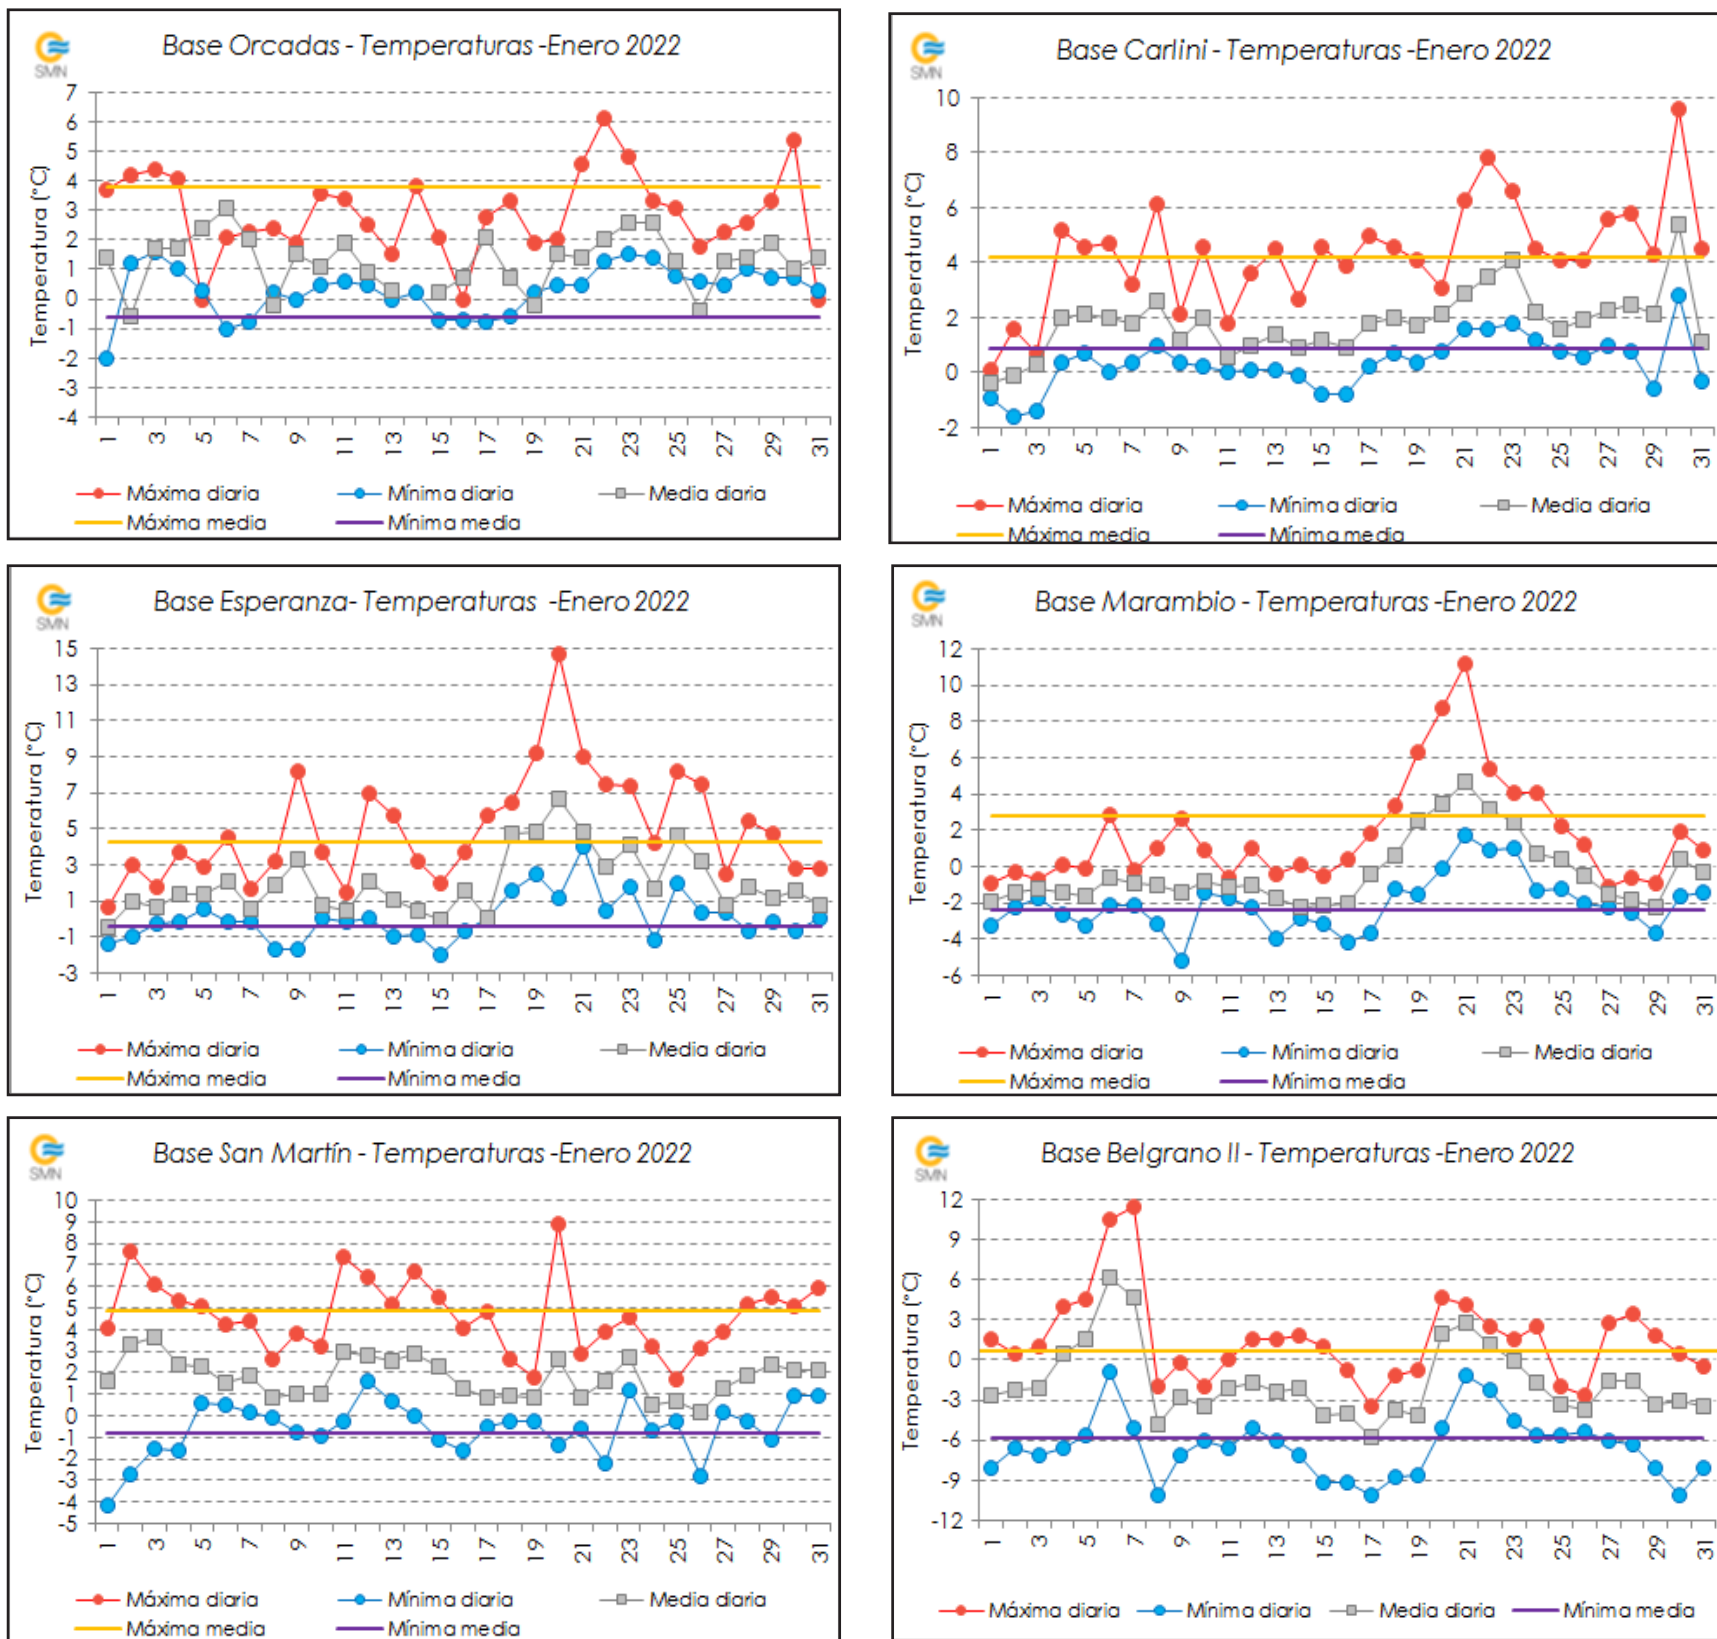 SMN
Base Orcadas - Temperaturas -Enero 2022
Temperatura (°C)
7
6
5
4
3
2
1
0
-1
-2
-3
-4
1 3 5 7 9 11 13 15 17 19 21 23 25 27 29 31
Máxima diaria Mínima diaria Media diaria
Máxima media Mínima media
SMN
Base Carlini - Temperaturas -Enero 2022
Temperatura (°C)
10
8
6
4
2
0
-2
1 3 5 7 9 11 13 15 17 19 21 23 25 27 29 31
Máxima diaria Mínima diaria Media diaria
Máxima media Mínima media
SMN
Base Esperanza- Temperaturas -Enero 2022
Temperatura (°C)
15
13
11
9
7
5
3
1
-1
-3
1 3 5 7 9 11 13 15 17 19 21 23 25 27 29 31
Máxima diaria Mínima diaria Media diaria
Máxima media Mínima media
SMN
Base Marambio - Temperaturas -Enero 2022
Temperatura (°C)
12
10
8
6
4
2
0
-2
-4
-6
1 3 5 7 9 11 13 15 17 19 21 23 25 27 29 31
Máxima diaria Mínima diaria Media diaria
Máxima media Mínima media
SMN
Base San Martín - Temperaturas -Enero 2022
Temperatura (°C)
10
9
8
7
6
5
4
3
2
1
0
-1
-2
-3
-4
-5
1 3 5 7 9 11 13 15 17 19 21 23 25 27 29 31
Máxima diaria Mínima diaria Media diaria
Máxima media Mínima media
SMN
Base Belgrano II - Temperaturas -Enero 2022
Temperatura (°C)
12
9
6
3
0
-3
-6
-9
-12
1 3 5 7 9 11 13 15 17 19 21 23 25 27 29 31
Máxima diaria Mínima diaria Media diaria Mínima media